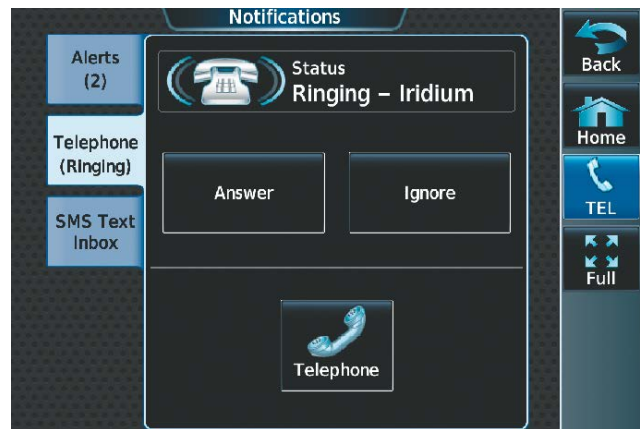 Notifications
Alerts
(2)
Telephone
(Ringing)
SMS Text
Inbox
Status
Ringing – Iridium
Answer
Ignore
Telephone
Back
Home
TEL
Full